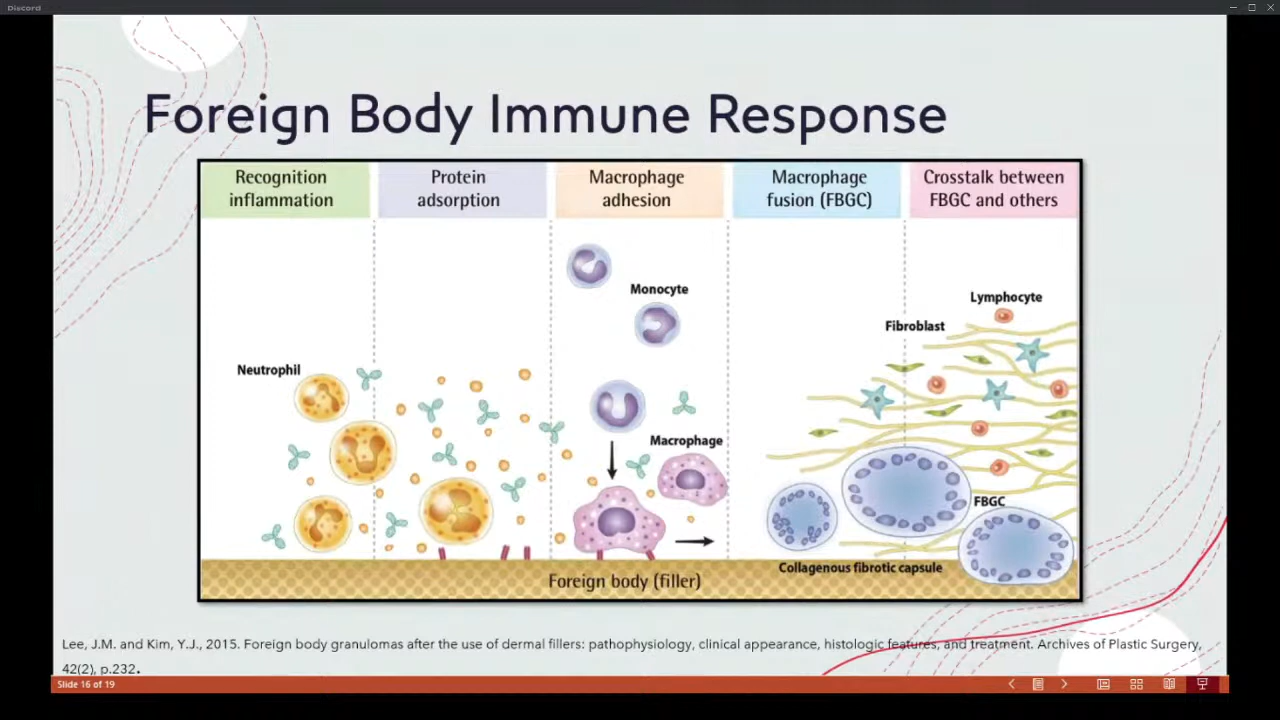 Discord
Foreign Body Immune Response
Recognition
inflammation
Protein
adsorption
Macrophage
adhesion
Macrophage
fusion (FBGC)
Crosstalk between
FBGC and others
Lymphocyte
Monocyte
Fibroblast
Neutrophil
Macrophage
FBGC
Collagenous fibrotic capsule
Foreign body (filler)
Lee, J.M. and Kim, Y.J., 2015. Foreign body granulomas after the use of dermal fillers: pathophysiology, clinical appearance, histologic features, and treatment. Archives of Plastic Surgery,
42(2), p.232.
Slide 16 of 19